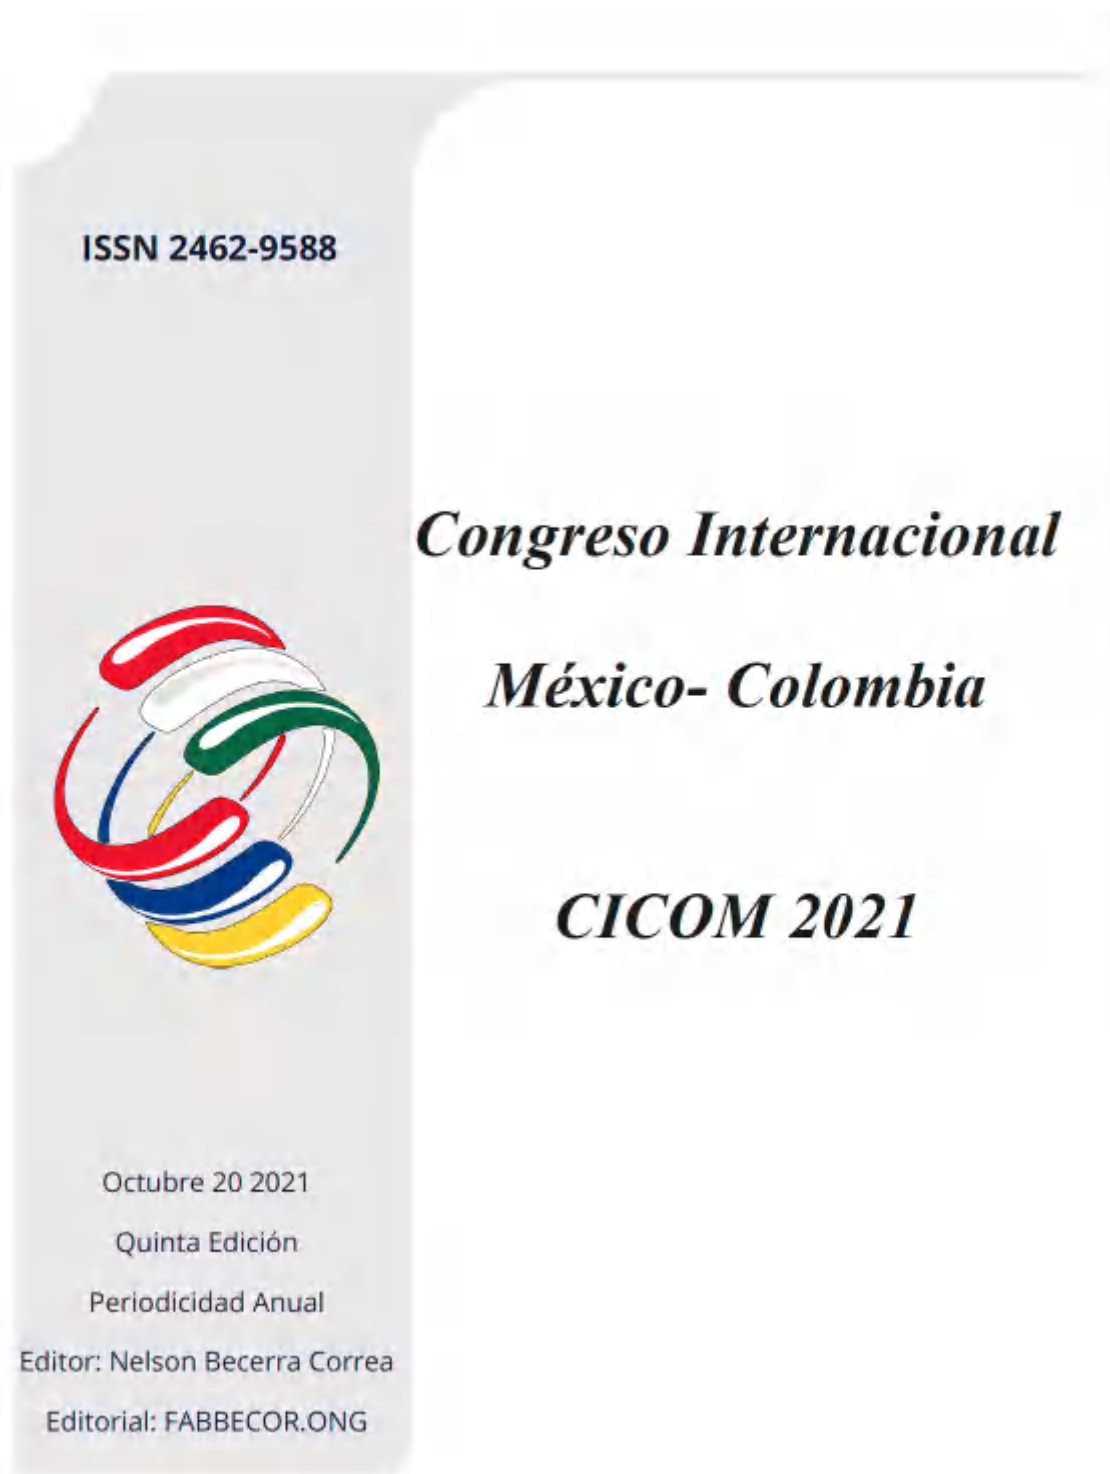 ISSN 2462-9588
Congreso Internacional
México- Colombia
CICOM 2021
Octubre 20 2021
Quinta Edición
Periodicidad Anual
Editor: Nelson Becerra Correa
Editorial: FABBECOR.ONG